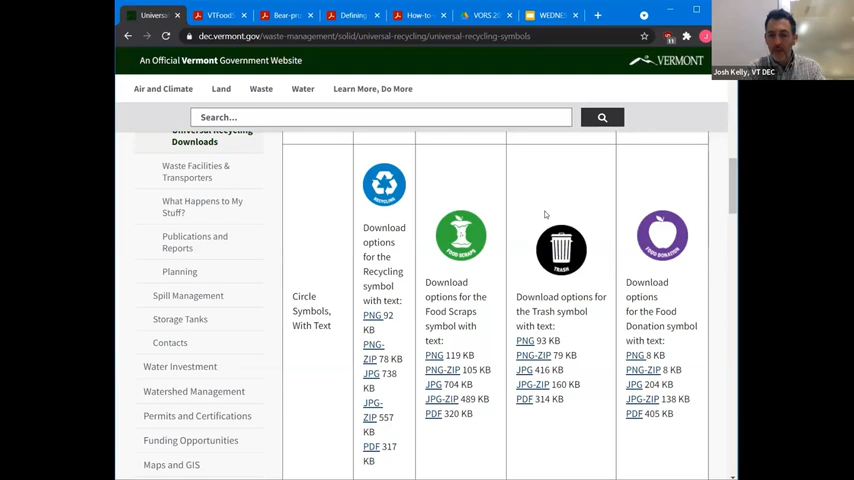 Universa
VTFoodS
Bear-pro
Defining
How-to-
VORS 20
WEDNES
dec.vermont.gov/waste-management/solid/universal-recycling/universal-recycling-symbols
11
J
An Official Vermont Government Website
VERMONT
Josh Kelly, VT DEC
Air and Climate
Land
Waste
Water
Learn More, Do More
Search...
Universal Recycling
Downloads
Waste Facilities &
Transporters
What Happens to My
Stuff?
Publications and
Reports
Planning
Spill Management
Storage Tanks
Contacts
Water Investment
Watershed Management
Permits and Certifications
Funding Opportunities
Maps and GIS
Circle
Symbols,
With Text
RECYCLING
Download
options
for the
Recycling
symbol
with text:
PNG 92
KB
PNG-
ZIP 78 KB
JPG 738
KB
JPG-
ZIP 557
KB
PDF 317
KB
FOOD SCRAPS
Download
options for the
Food Scraps
symbol with
text:
PNG 119 KB
PNG-ZIP 105 KB
JPG 704 KB
JPG-ZIP 489 KB
PDF 320 KB
TRASH
Download options for
the Trash symbol
with text:
PNG 93 KB
PNG-ZIP 79 KB
JPG 416 KB
JPG-ZIP 160 KB
PDF 314 KB
FOOD DONATION
Download
options
for the Food
Donation symbol
with text:
PNG 8 KB
PNG-ZIP 8 KB
JPG 204 KB
JPG-ZIP 138 KB
PDF 405 KB